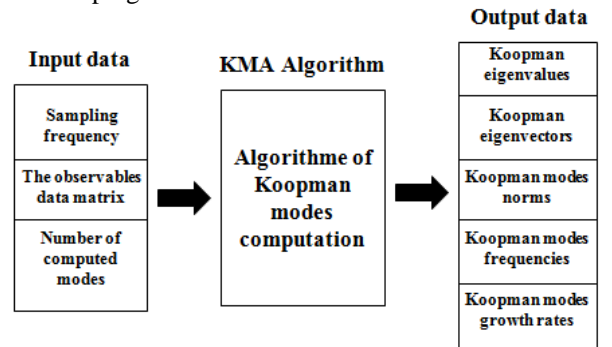 Input data
Sampling
frequency
The observables
data matrix
Number of
computed
modes
KMA Algorithm
Algorithme of
Koopman
modes
computation
Output data
Koopman
eigenvalues
Koopman
eigenvectors
Koopman modes
norms
Koopman modes
frequencies
Koopman modes
growth rates